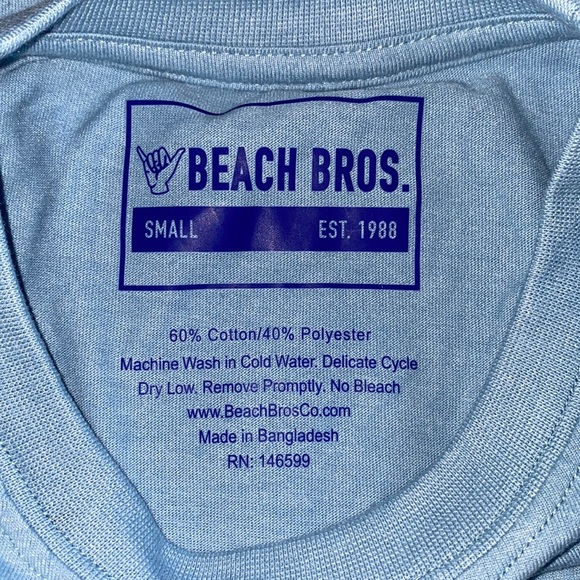 BEACH BROS.
SMALL EST. 1988
60% Cotton/40% Polyester
Machine Wash in Cold Water. Delicate Cycle
Dry Low. Remove Promptly. No Bleach
www.BeachBrosCo.com
Made in Bangladesh
RN: 146599